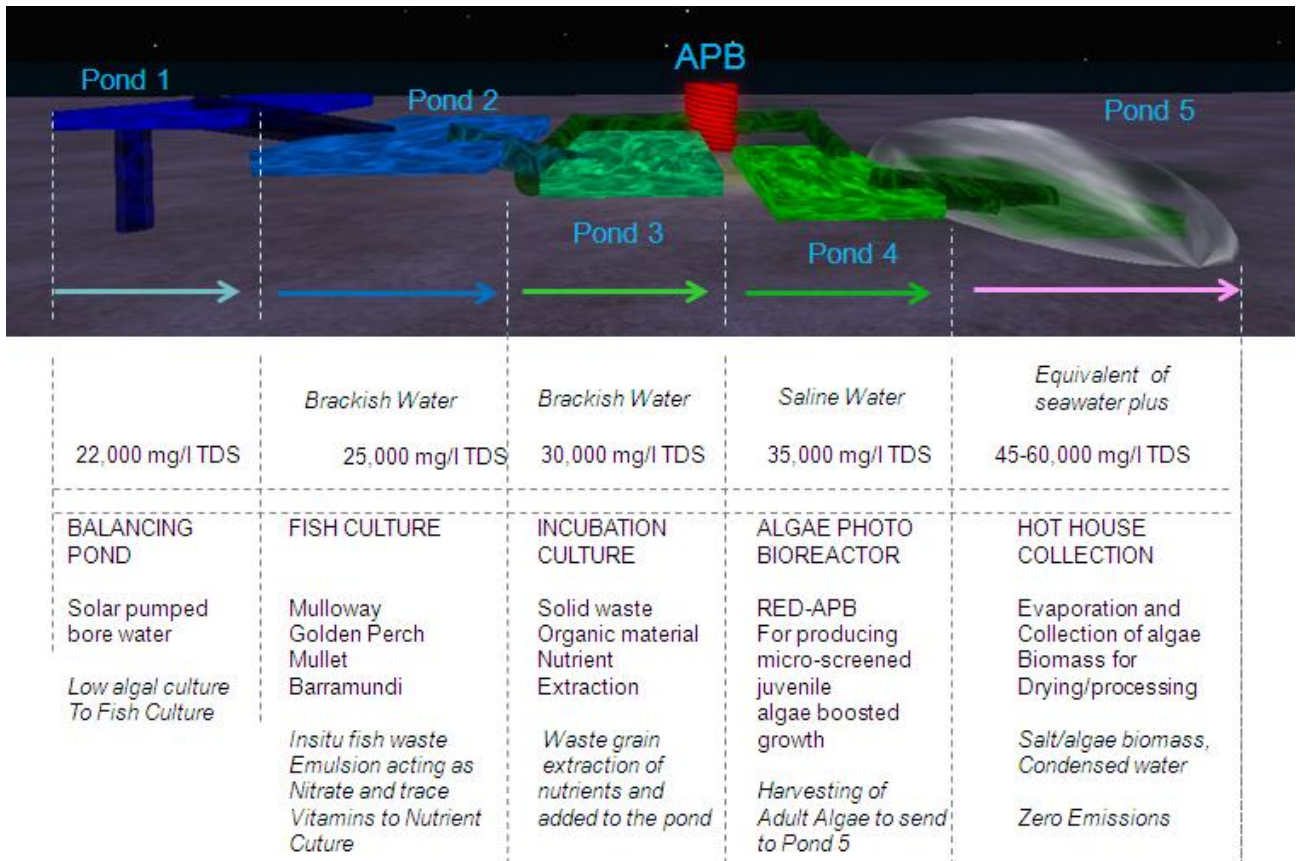 APB
Pond 1
Pond 2
Pond 5
Pond 3
Pond 4
22,000 mg/l TDS
Brackish Water
25,000 mg/l TDS
Brackish Water
30,000 mg/l TDS
Saline Water
35,000 mg/l TDS
Equivalent of
seawater plus
45-60,000 mg/l TDS
BALANCING
POND
Solar pumped
bore water
Low algal culture
To Fish Culture
FISH CULTURE
Mulloway
Golden Perch
Mullet
Barramundi
Insitu fish waste
Emulsion acting as
Nitrate and trace
Vitamins to Nutrient
Cuture
INCUBATION
CULTURE
Solid waste
Organic material
Nutrient
Extraction
Waste grain
extraction of
nutrients and
added to the pond
ALGAE PHOTO
BIOREACTOR
RED-APB
For producing
micro-screened
juvenile
algae boosted
growth
Harvesting of
Adult Algae to send
to Pond 5
HOT HOUSE
COLLECTION
Evaporation and
Collection of algae
Biomass for
Drying/processing
Salt/algae biomass,
Condensed water
Zero Emissions